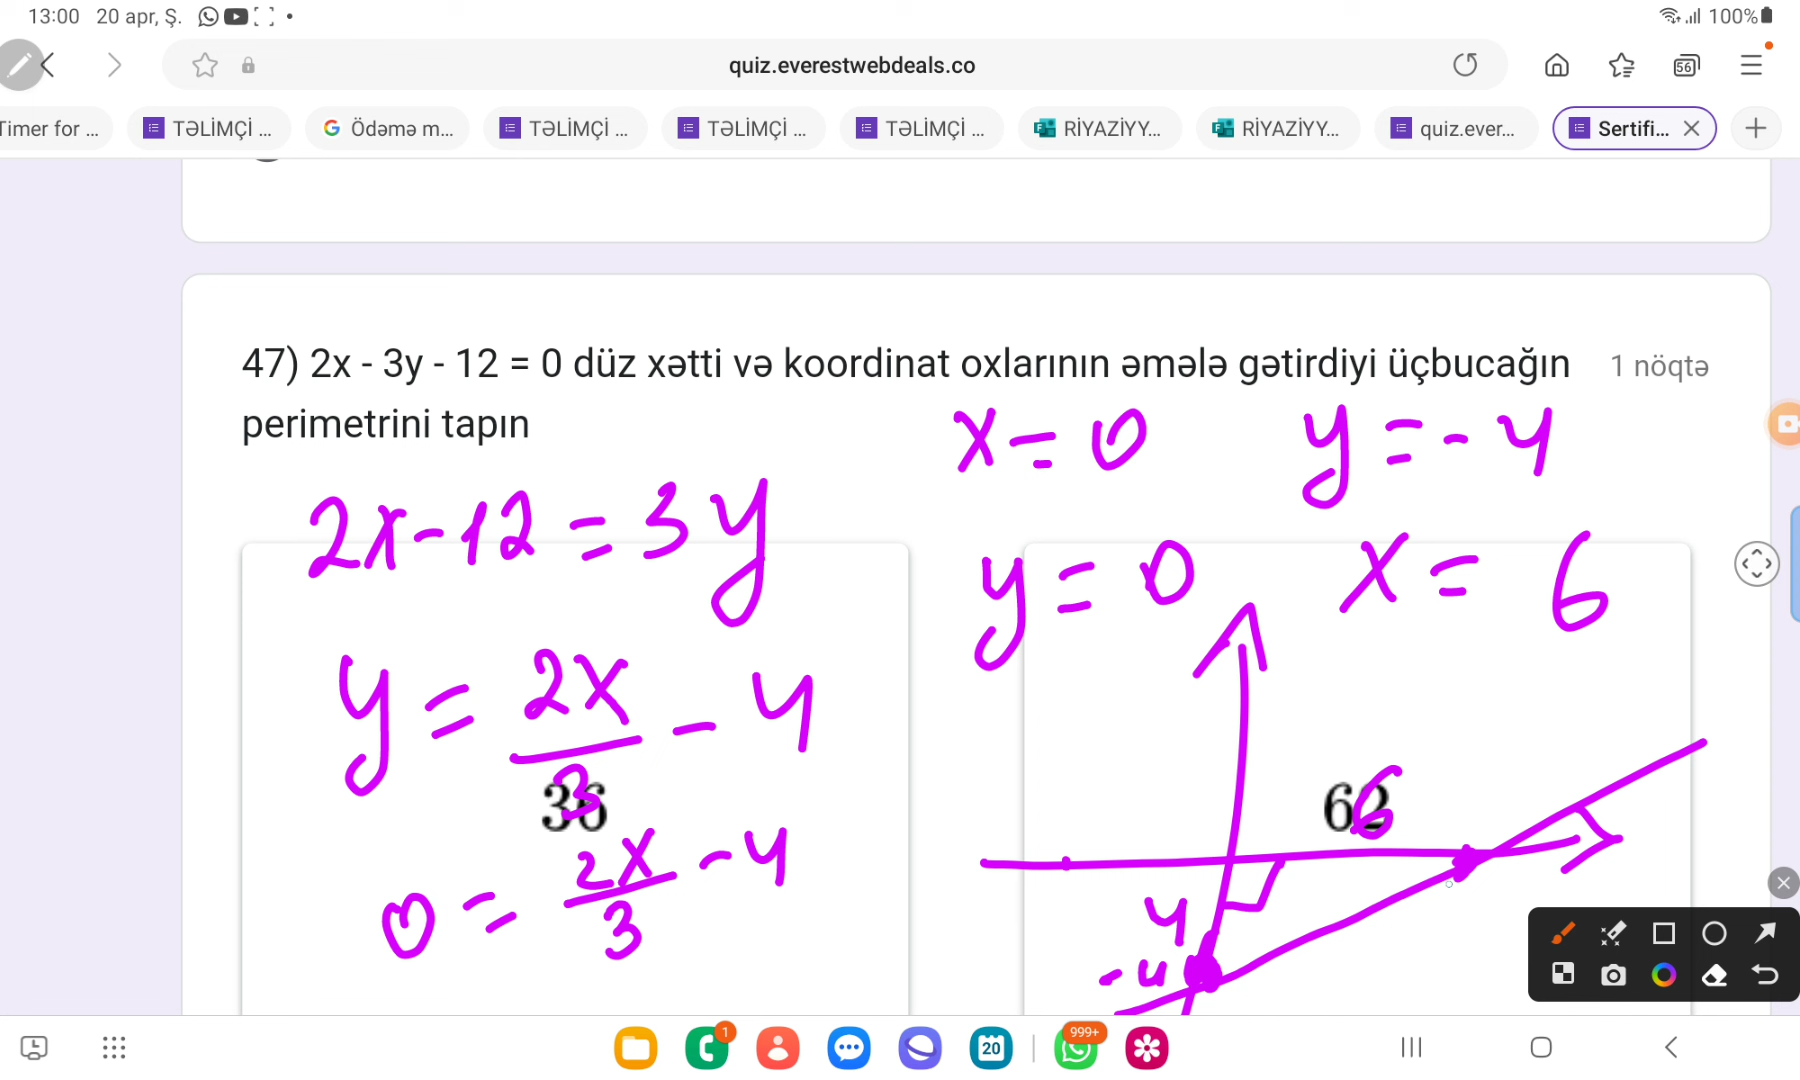 13:00 20 apr, Ş. 100%
quiz.everestwebdeals.co
56
Timer for ... TƏLİMÇİ ... Ödəmə m... TƏLİMÇİ ... TƏLİMÇİ ... TƏLİMÇİ ... RİYAZİYY... RİYAZİYY... quiz.ever... Sertifi...
47) 2x - 3y - 12 = 0 düz xətti və koordinat oxlarının əmələ gətirdiyi üçbucağın 1 nöqtə
perimetrini tapın
x = 0 y = - 4
2x - 12 = 3y
y = 0 x = 6
y = 2x/3 - 4
36
62
6
0 = 2x/3 - 4
4
-4
1
20
999+